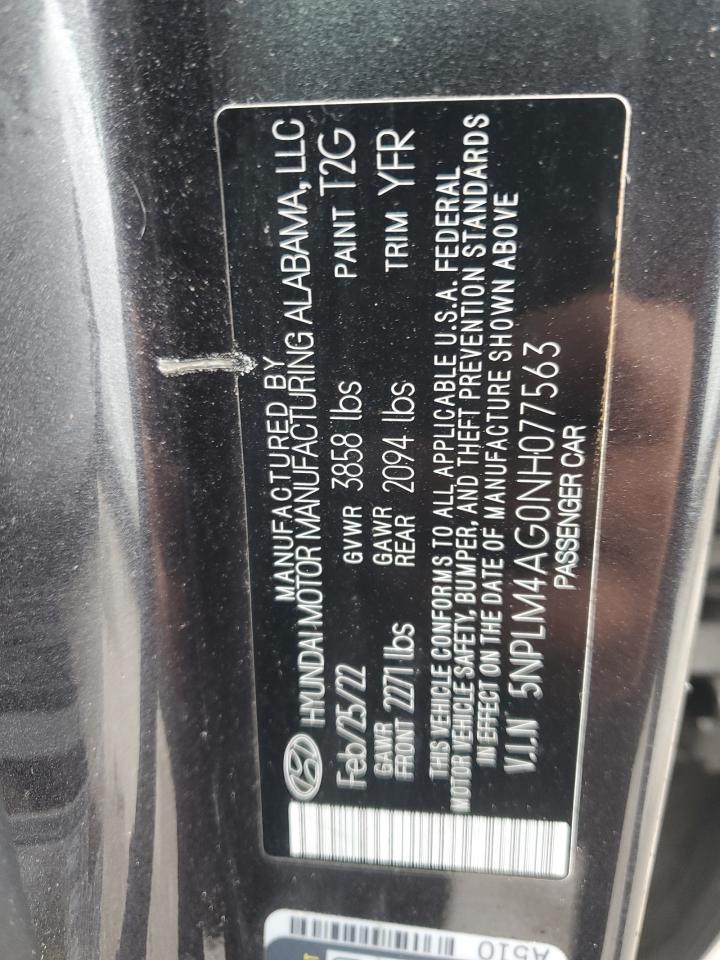 MANUFACTURED BY
HYUNDAI MOTOR MANUFACTURING ALABAMA, LLC
Feb/25/22 GVWR 3858 lbs PAINT T2G
GAWR FRONT 2271 lbs GAWR REAR 2094 lbs TRIM YFR
THIS VEHICLE CONFORMS TO ALL APPLICABLE U.S.A. FEDERAL
MOTOR VEHICLE SAFETY, BUMPER, AND THEFT PREVENTION STANDARDS
IN EFFECT ON THE DATE OF MANUFACTURE SHOWN ABOVE
V.I.N 5NPLM4AG0NH077563
PASSENGER CAR
A510